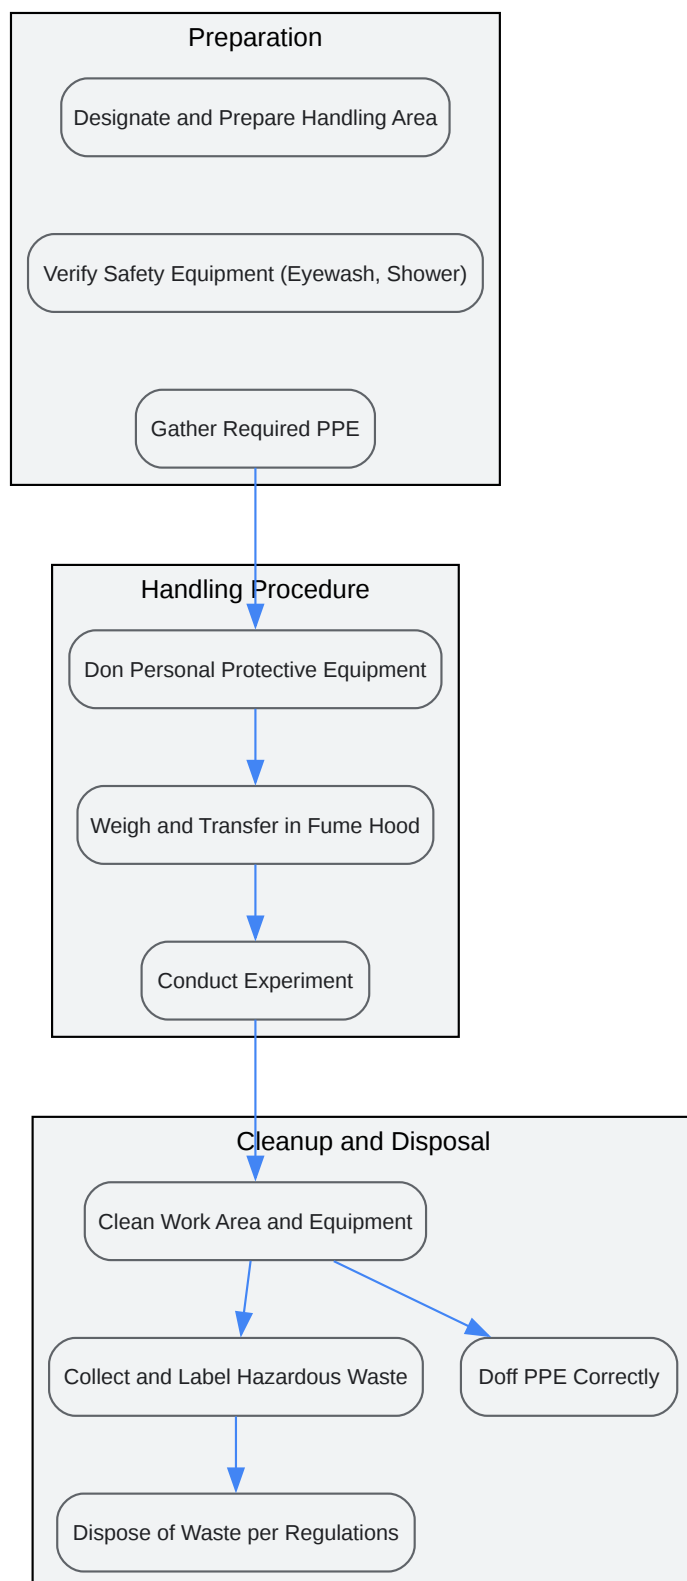 Preparation
Designate and Prepare Handling Area
Verify Safety Equipment (Eyewash, Shower)
Gather Required PPE
Handling Procedure
Don Personal Protective Equipment
Weigh and Transfer in Fume Hood
Conduct Experiment
Cleanup and Disposal
Clean Work Area and Equipment
Collect and Label Hazardous Waste
Doff PPE Correctly
Dispose of Waste per Regulations